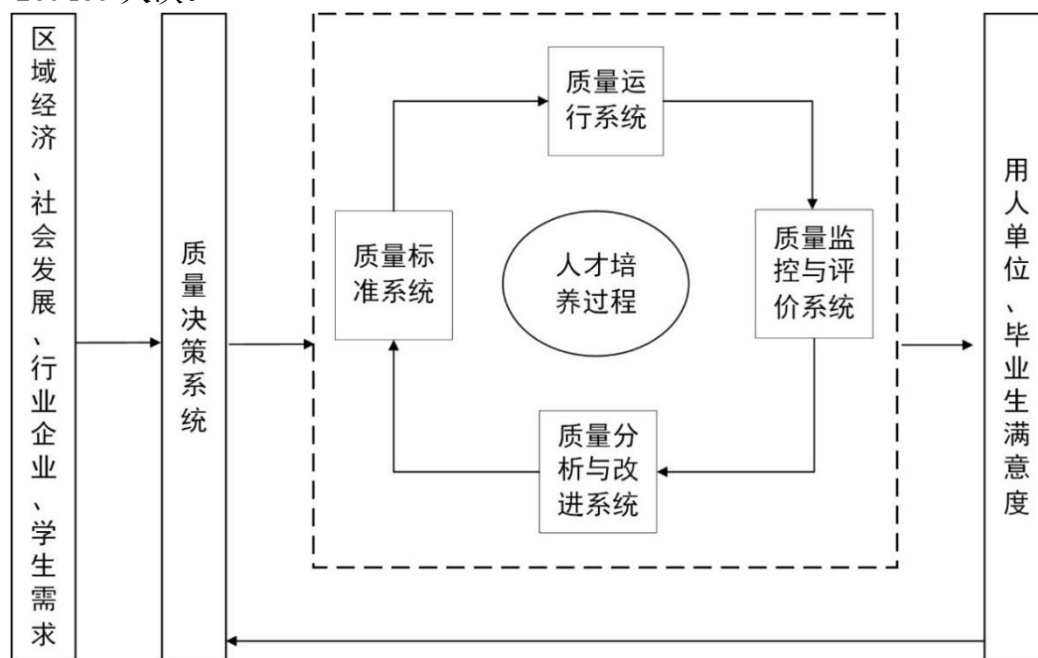 区域经济、社会发展、行业企业、学生需求
质量决策系统
质量运
行系统
质量标
准系统
人才培
养过程
质量监
控与评
价系统
质量分
析与改
进系统
用人单位、毕业生满意度